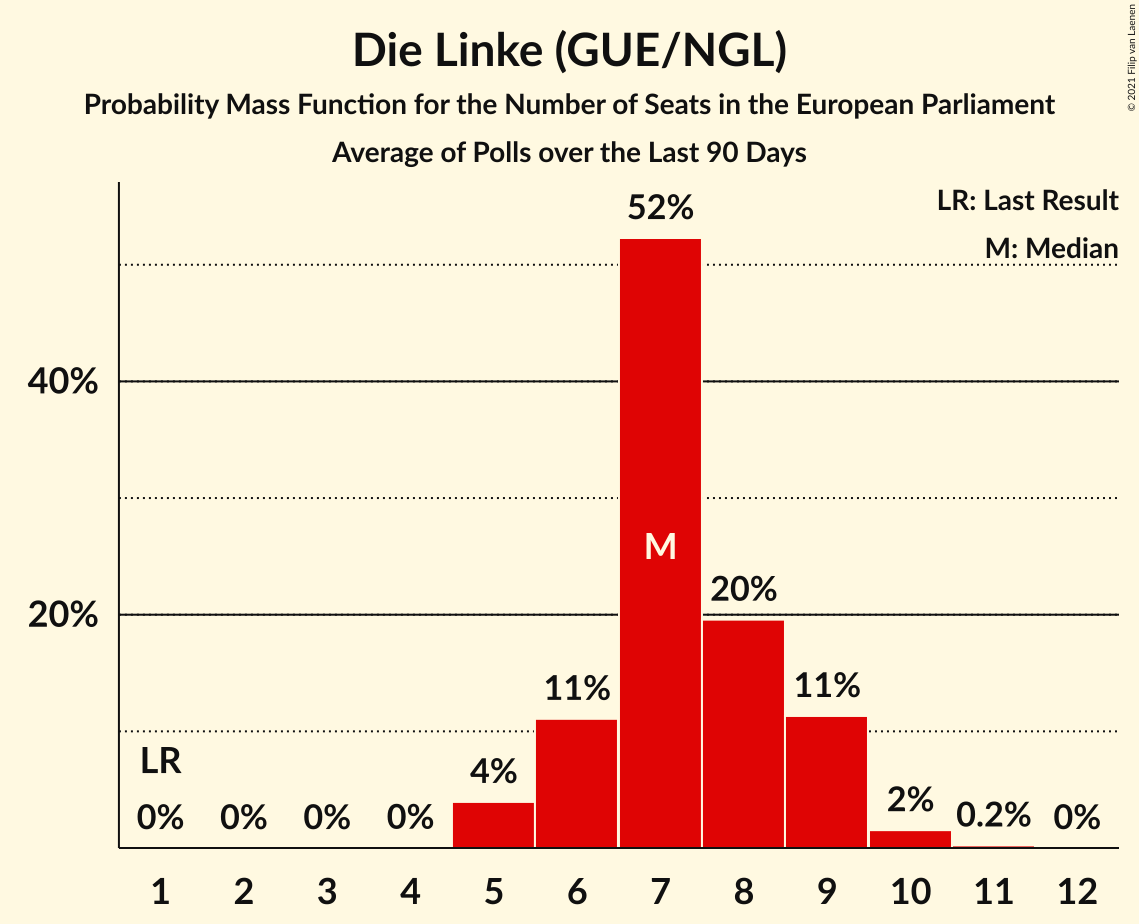 Die Linke (GUE/NGL)
Probability Mass Function for the Number of Seats in the European Parliament
Average of Polls over the Last 90 Days
© 2021 Filip van Laenen
LR: Last Result
M: Median
52%
40%
M
20%
20%
11%
11%
LR
4%
2%
0%
0%
0%
0%
0.2%
0%
1 2 3 4 5 6 7 8 9 10 11 12